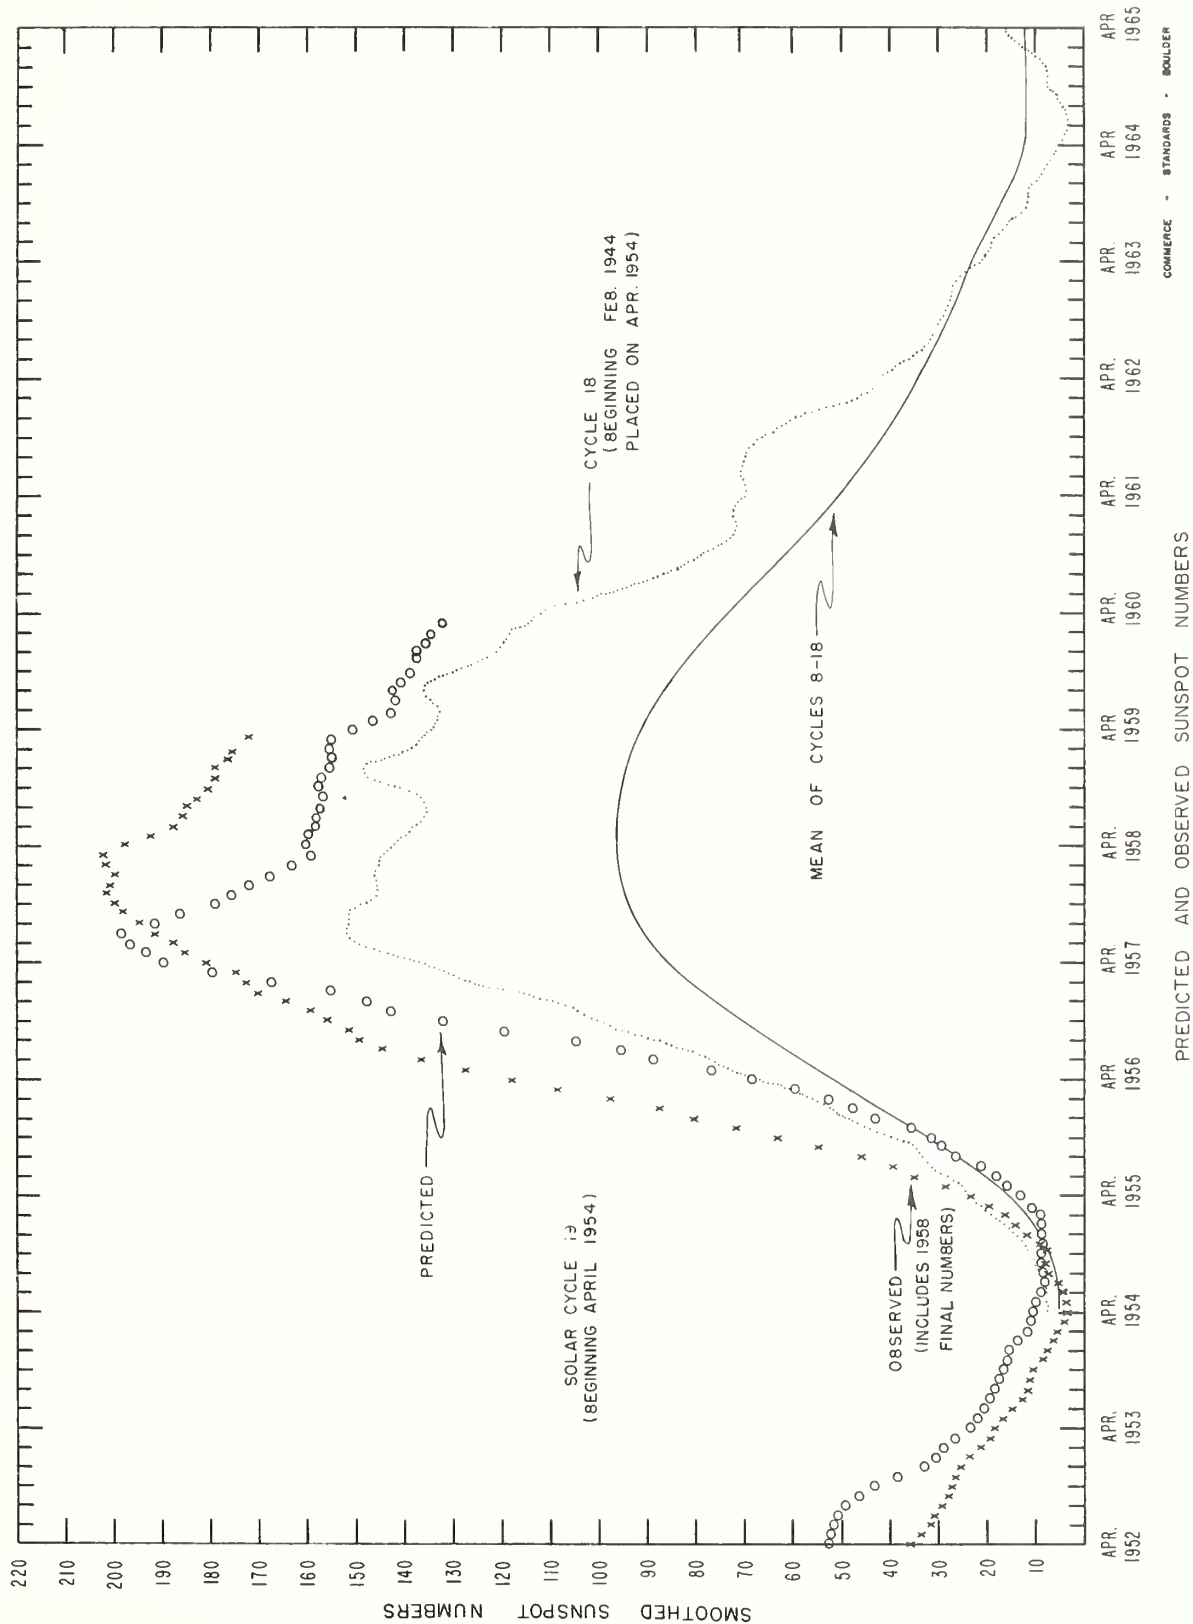 220
210
200
190
180
170
160
150
140
130
120
110
100
90
80
70
60
50
40
30
20
10
SMOOTHED SUNSPOT NUMBERS
PREDICTED
SOLAR CYCLE 19
(BEGINNING APRIL 1954)
OBSERVED
(INCLUDES 1958
FINAL NUMBERS)
MEAN OF CYCLES 8-18
CYCLE 18
(BEGINNING FEB. 1944
PLACED ON APR. 1954)
APR. 1952
APR. 1953
APR. 1954
APR. 1955
APR 1956
APR. 1957
APR. 1958
APR 1959
APR. 1960
APR. 1961
APR. 1962
APR. 1963
APR 1964
APR 1965
COMMERCE - STANDARDS - BOULDER
PREDICTED AND OBSERVED SUNSPOT NUMBERS